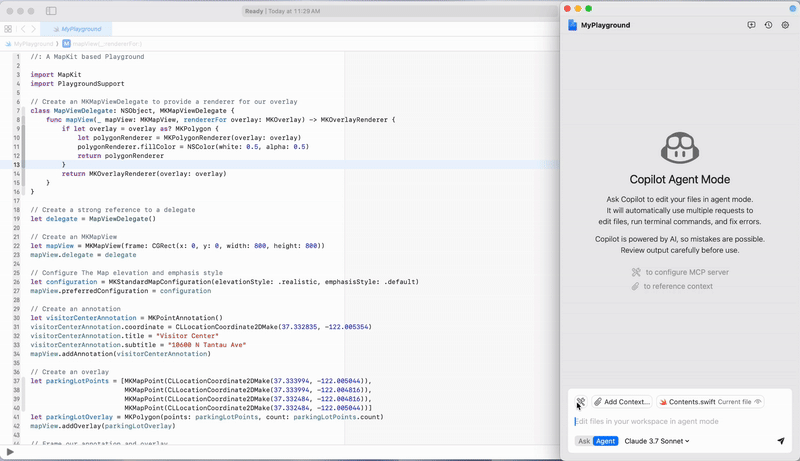 Ready | Today at 11:29 AM
MyPlayground
MyPlayground › M mapView(_:rendererFor:)
1 //: A MapKit based Playground
2
3 import MapKit
4 import PlaygroundSupport
5
6 // Create an MKMapViewDelegate to provide a renderer for our overlay
7 class MapViewDelegate: NSObject, MKMapViewDelegate {
8 func mapView(_ mapView: MKMapView, rendererFor overlay: MKOverlay) -> MKOverlayRenderer {
9 if let overlay = overlay as? MKPolygon {
10 let polygonRenderer = MKPolygonRenderer(overlay: overlay)
11 polygonRenderer.fillColor = NSColor(white: 0.5, alpha: 0.5)
12 return polygonRenderer
13 }
14 return MKOverlayRenderer(overlay: overlay)
15 }
16 }
17
18 // Create a strong reference to a delegate
19 let delegate = MapViewDelegate()
20
21 // Create an MKMapView
22 let mapView = MKMapView(frame: CGRect(x: 0, y: 0, width: 800, height: 800))
23 mapView.delegate = delegate
24
25 // Configure The Map elevation and emphasis style
26 let configuration = MKStandardMapConfiguration(elevationStyle: .realistic, emphasisStyle: .default)
27 mapView.preferredConfiguration = configuration
28
29 // Create an annotation
30 let visitorCenterAnnotation = MKPointAnnotation()
31 visitorCenterAnnotation.coordinate = CLLocationCoordinate2DMake(37.332835, -122.005354)
32 visitorCenterAnnotation.title = "Visitor Center"
33 visitorCenterAnnotation.subtitle = "10600 N Tantau Ave"
34 mapView.addAnnotation(visitorCenterAnnotation)
35
36 // Create an overlay
37 let parkingLotPoints = [MKMapPoint(CLLocationCoordinate2DMake(37.333994, -122.005044)),
38 MKMapPoint(CLLocationCoordinate2DMake(37.333994, -122.004816)),
39 MKMapPoint(CLLocationCoordinate2DMake(37.332484, -122.004816)),
40 MKMapPoint(CLLocationCoordinate2DMake(37.332484, -122.005044))]
41 let parkingLotOverlay = MKPolygon(points: parkingLotPoints, count: parkingLotPoints.count)
42 mapView.addOverlay(parkingLotOverlay)
43
44 // Frame our annotation and overlay
MyPlayground
Copilot Agent Mode
Ask Copilot to edit your files in agent mode.
It will automatically use multiple requests to
edit files, run terminal commands, and fix errors.
Copilot is powered by AI, so mistakes are possible.
Review output carefully before use.
to configure MCP server
to reference context
Add Context...
Contents.swift Current file
Edit files in your workspace in agent mode
Ask Agent Claude 3.7 Sonnet